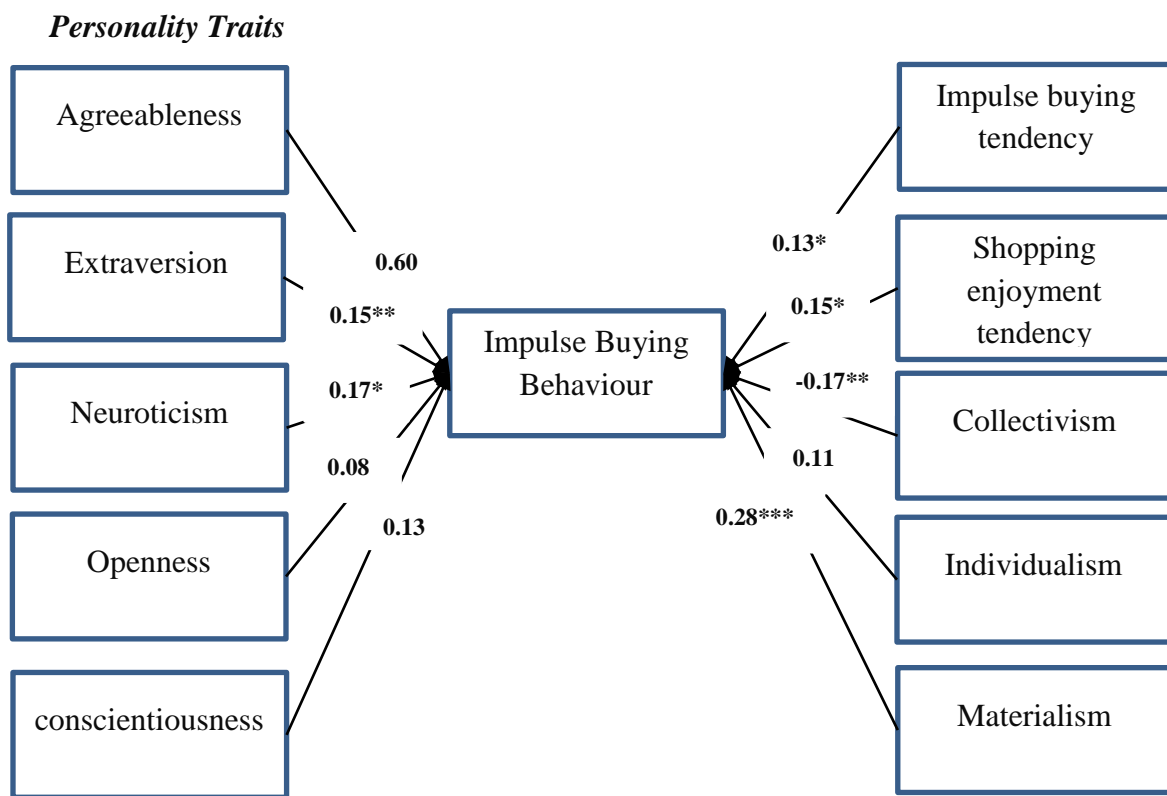 Personality Traits
Agreeableness
Extraversion
Neuroticism
Openness
conscientiousness
0.60
0.15**
0.17*
0.08
0.13
Impulse Buying
Behaviour
0.13*
0.15*
-0.17**
0.11
0.28***
Impulse buying
tendency
Shopping
enjoyment
tendency
Collectivism
Individualism
Materialism